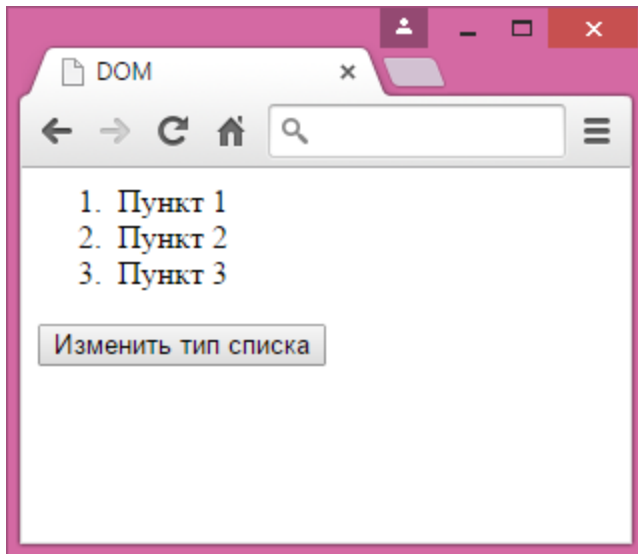 DOM
1. Пункт 1
2. Пункт 2
3. Пункт 3
Изменить тип списка